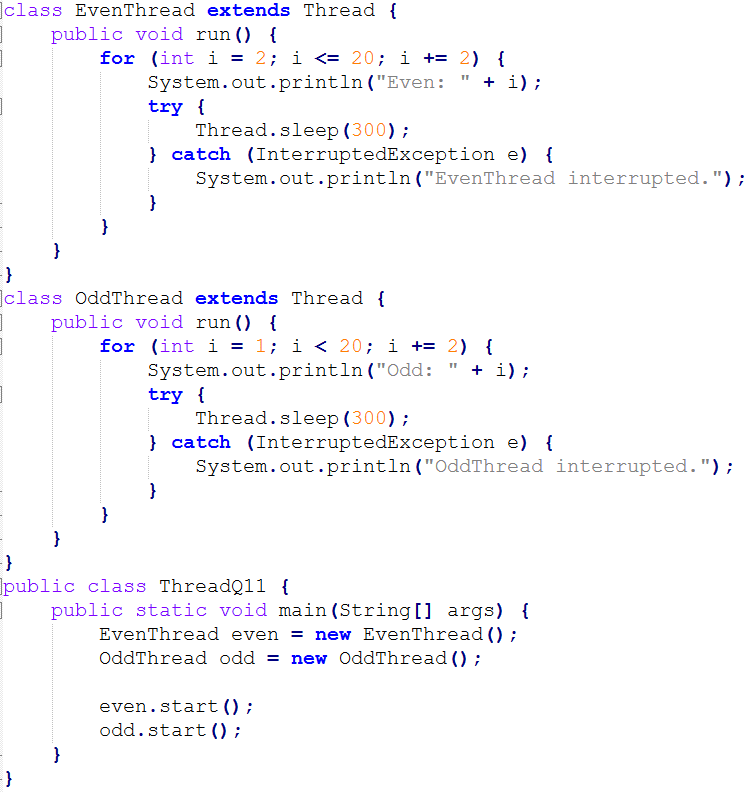 class EvenThread extends Thread {
    public void run() {
        for (int i = 2; i <= 20; i += 2) {
            System.out.println("Even: " + i);
            try {
                Thread.sleep(300);
            } catch (InterruptedException e) {
                System.out.println("EvenThread interrupted.");
            }
        }
    }
}
class OddThread extends Thread {
    public void run() {
        for (int i = 1; i < 20; i += 2) {
            System.out.println("Odd: " + i);
            try {
                Thread.sleep(300);
            } catch (InterruptedException e) {
                System.out.println("OddThread interrupted.");
            }
        }
    }
}
public class ThreadQ11 {
    public static void main(String[] args) {
        EvenThread even = new EvenThread();
        OddThread odd = new OddThread();

        even.start();
        odd.start();
    }
}